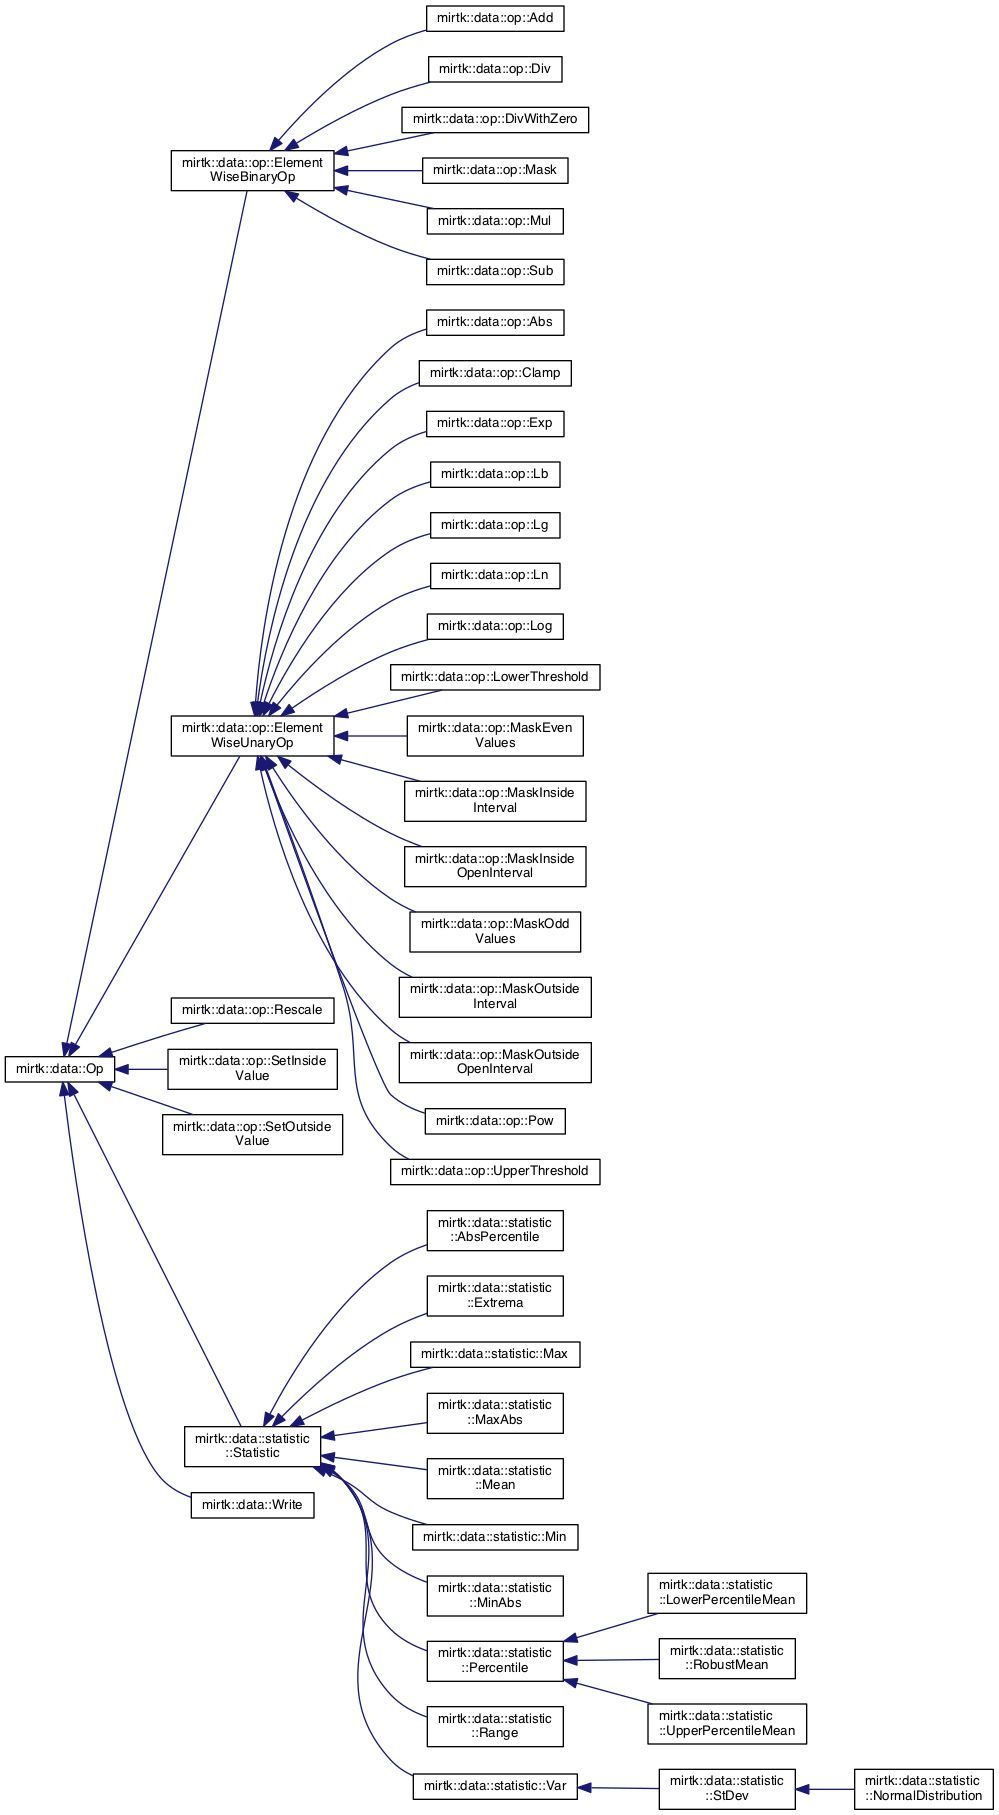 mirtk::data::op::Add
mirtk::data::op::Div
mirtk::data::op::DivWithZero
mirtk::data::op::Element
WiseBinaryOp
mirtk::data::op::Mask
mirtk::data::op::Mul
mirtk::data::op::Sub
mirtk::data::op::Abs
mirtk::data::op::Clamp
mirtk::data::op::Exp
mirtk::data::op::Lb
mirtk::data::op::Lg
mirtk::data::op::Ln
mirtk::data::op::Log
mirtk::data::op::LowerThreshold
mirtk::data::op::Element
WiseUnaryOp
mirtk::data::op::MaskEven
Values
mirtk::data::op::MaskInside
Interval
mirtk::data::op::MaskInside
OpenInterval
mirtk::data::op::MaskOdd
Values
mirtk::data::op::MaskOutside
Interval
mirtk::data::op::Rescale
mirtk::data::op::MaskOutside
OpenInterval
mirtk::data::Op
mirtk::data::op::SetInside
Value
mirtk::data::op::Pow
mirtk::data::op::SetOutside
Value
mirtk::data::op::UpperThreshold
mirtk::data::statistic
::AbsPercentile
mirtk::data::statistic
::Extrema
mirtk::data::statistic::Max
mirtk::data::statistic
::MaxAbs
mirtk::data::statistic
::Statistic
mirtk::data::statistic
::Mean
mirtk::data::Write
mirtk::data::statistic::Min
mirtk::data::statistic
::MinAbs
mirtk::data::statistic
::LowerPercentileMean
mirtk::data::statistic
::Percentile
mirtk::data::statistic
::RobustMean
mirtk::data::statistic
::Range
mirtk::data::statistic
::UpperPercentileMean
mirtk::data::statistic::Var
mirtk::data::statistic
::StDev
mirtk::data::statistic
::NormalDistribution